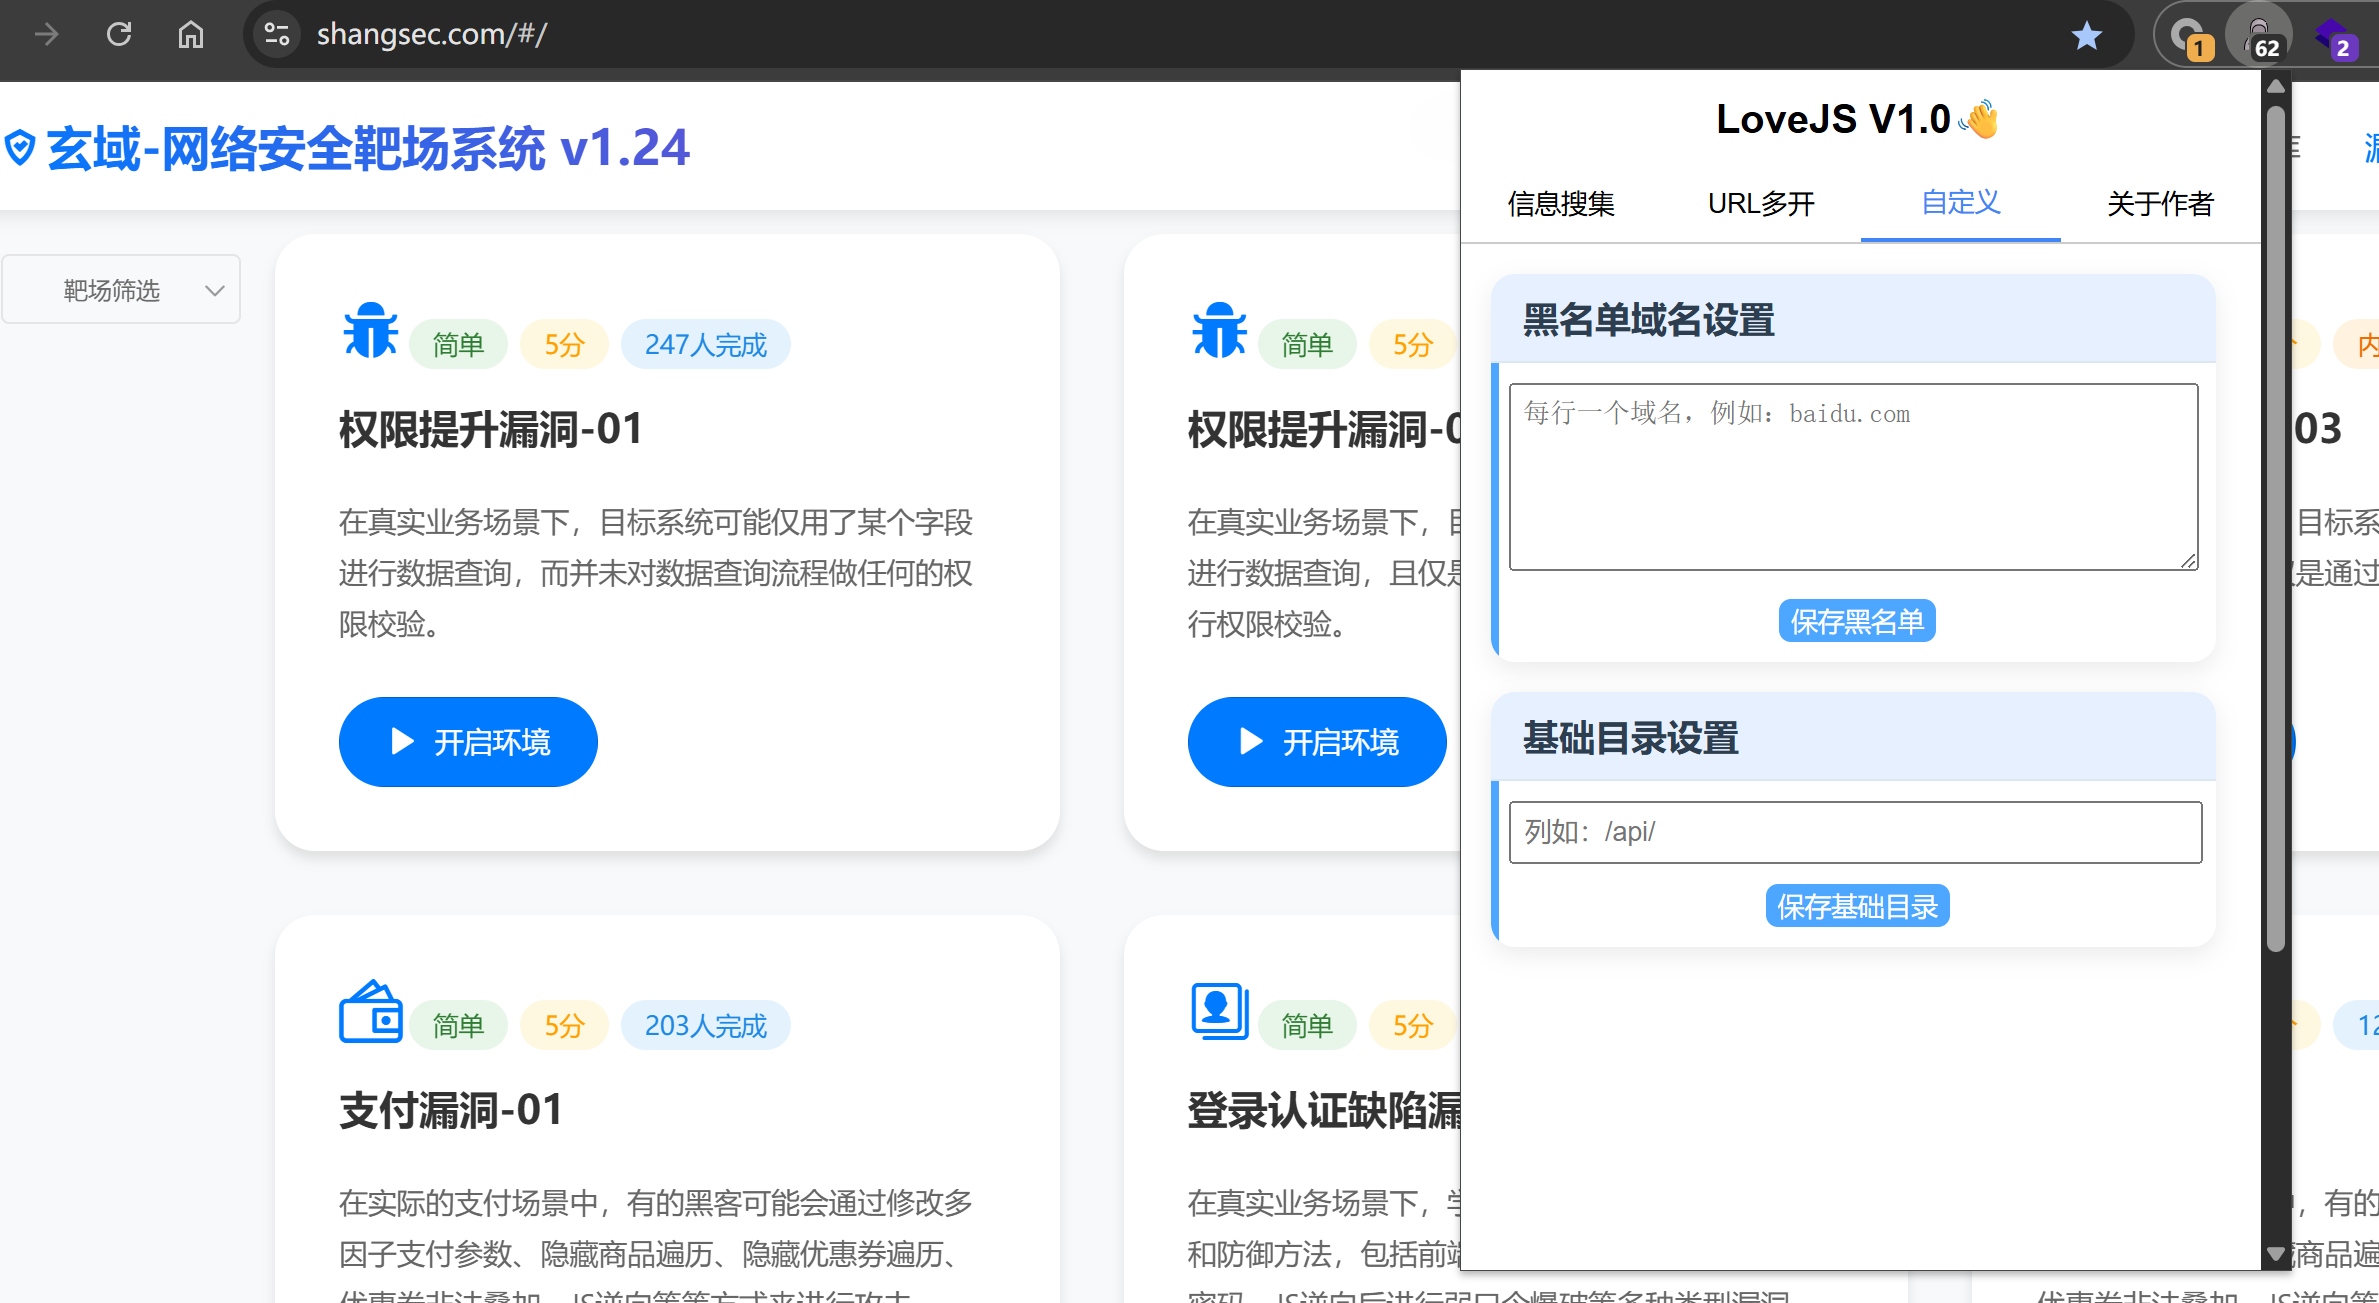 shangsec.com/#/
1
62
2
玄域-网络安全靶场系统 v1.24
LoveJS V1.0👋
信息搜集
URL多开
自定义
关于作者
黑名单域名设置
每行一个域名，例如：baidu.com
保存黑名单
基础目录设置
列如：/api/
保存基础目录
靶场筛选
简单
5分
247人完成
权限提升漏洞-01
在真实业务场景下，目标系统可能仅用了某个字段
进行数据查询，而并未对数据查询流程做任何的权
限校验。
开启环境
简单
5分
权限提升漏洞-0
在真实业务场景下，
进行数据查询，且仅
行权限校验。
开启环境
内
03
目标系
是通过
简单
5分
203人完成
支付漏洞-01
在实际的支付场景中，有的黑客可能会通过修改多
因子支付参数、隐藏商品遍历、隐藏优惠券遍历、
简单
5分
登录认证缺陷漏
在真实业务场景下，
和防御方法，包括前
12
，有的
商品遍